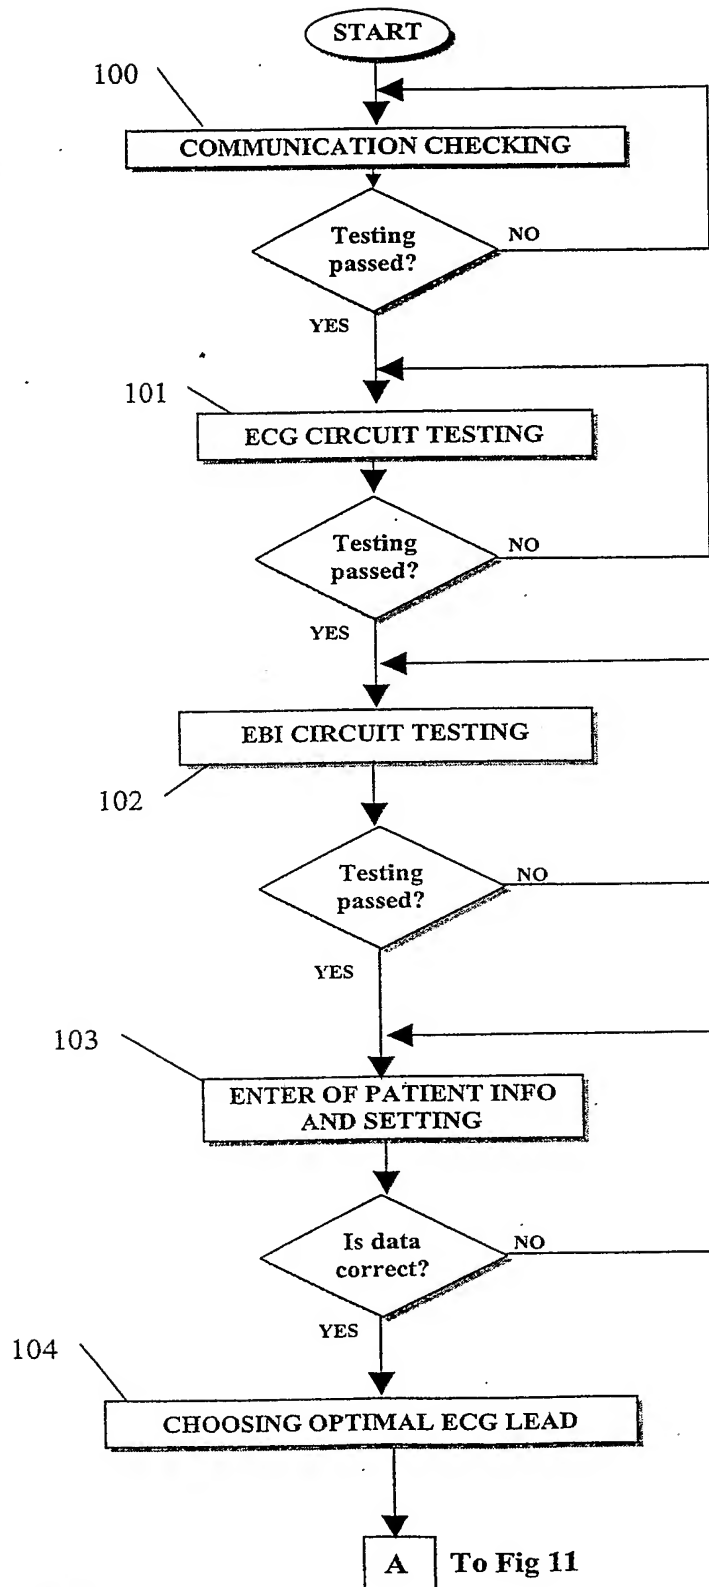 START
100
COMMUNICATION CHECKING
Testing
passed?
NO
YES
101
ECG CIRCUIT TESTING
Testing
passed?
NO
YES
EBI CIRCUIT TESTING
102
Testing
passed?
NO
YES
103
ENTER OF PATIENT INFO
AND SETTING
Is data
correct?
NO
YES
104
CHOOSING OPTIMAL ECG LEAD
A To Fig 11